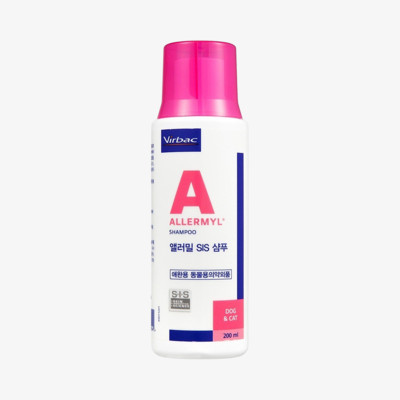 Virbac
A
ALLERMYL®
SHAMPOO
앨러밀 SIS 샴푸
애완용 동물용의약외품
S·I·S
DOG
& CAT
200 ml